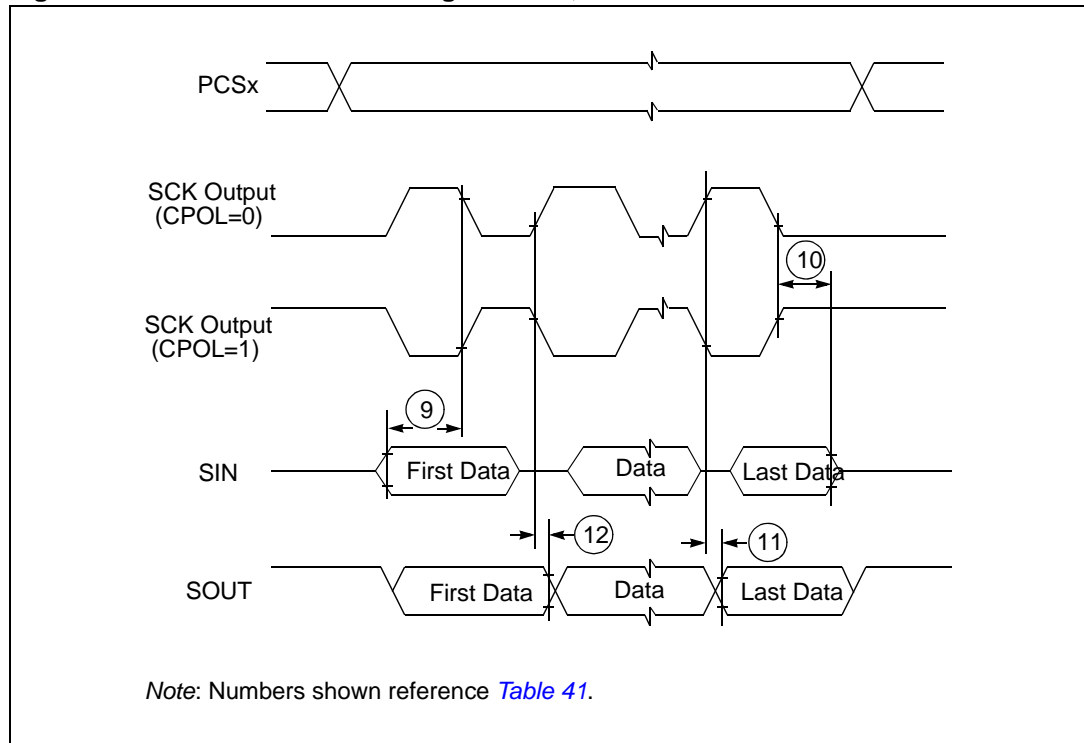 PCSx
SCK Output
(CPOL=0)
10
SCK Output
(CPOL=1)
9
SIN
First Data
Data
Last Data
12
11
SOUT
First Data
Data
Last Data
Note: Numbers shown reference Table 41.